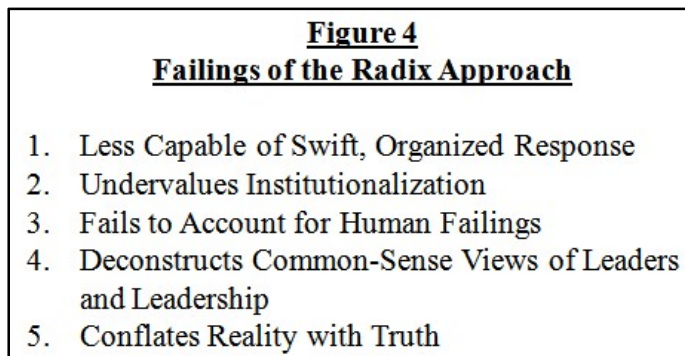 Figure 4
Failings of the Radix Approach
1. Less Capable of Swift, Organized Response
2. Undervalues Institutionalization
3. Fails to Account for Human Failings
4. Deconstructs Common-Sense Views of Leaders
and Leadership
5. Conflates Reality with Truth